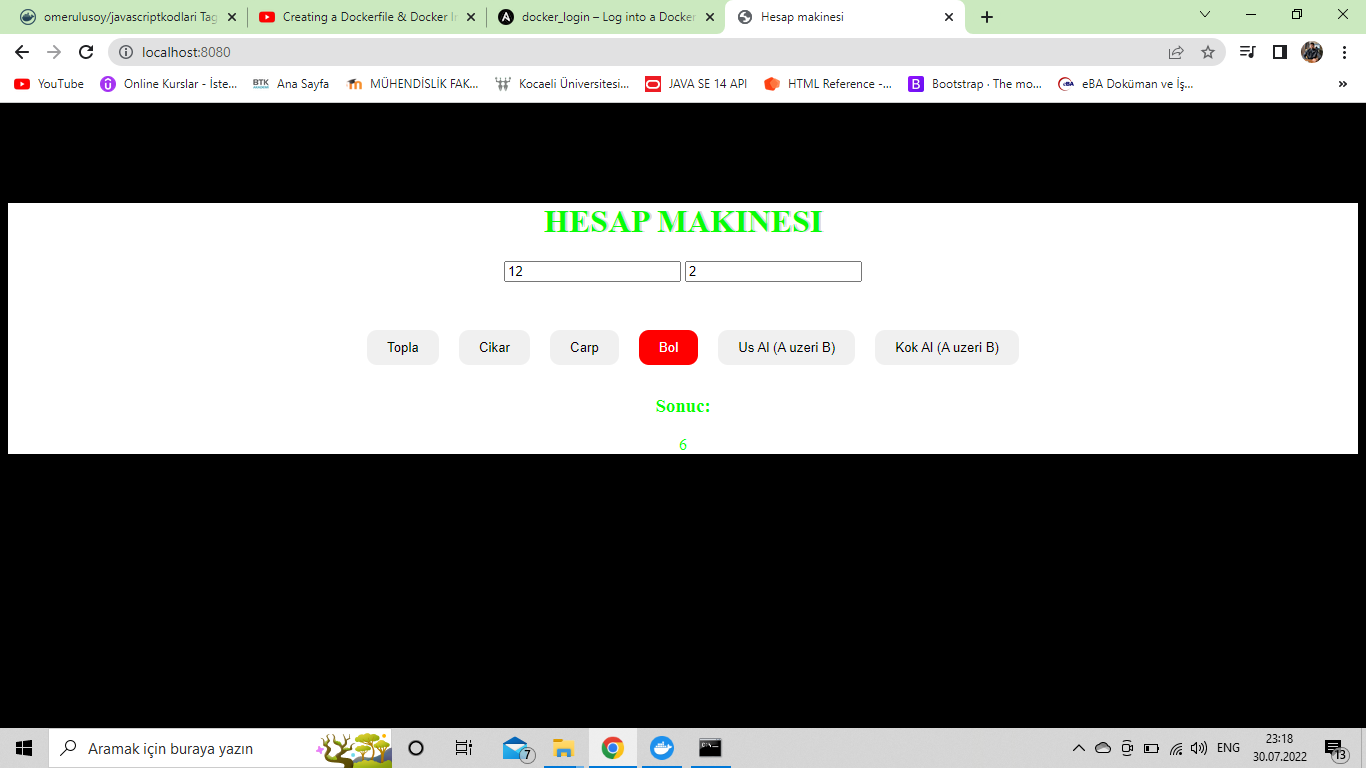 omerulusoy/javascriptkodlari Tag
Creating a Dockerfile & Docker I
docker_login – Log into a Docker
Hesap makinesi
localhost:8080
YouTube
Online Kurslar - İste...
BTK
Ana Sayfa
MÜHENDİSLİK FAK...
Kocaeli Üniversitesi...
JAVA SE 14 API
HTML Reference -...
Bootstrap · The mo...
eBA Doküman ve İş...
»
HESAP MAKINESI
12
2
Topla
Cikar
Carp
Bol
Us Al (A uzeri B)
Kok Al (A uzeri B)
Sonuc:
6
Aramak için buraya yazın
7
ENG
23:18
30.07.2022
13